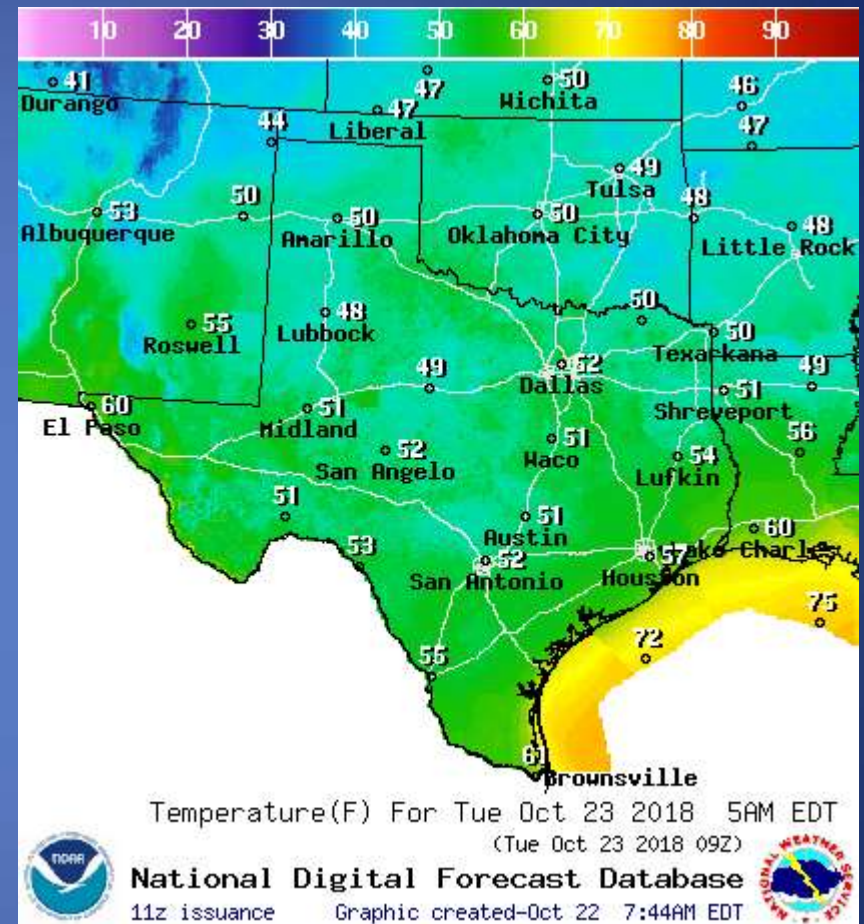 10 20 30 40 50 60 70 80 90
41 47 50 46
Durango Wichita
44 47 47
Liberal
49
Tulsa
53 50 50 50 48 48
Albuquerque Amarillo Oklahoma City Little Rock
55 48 50 50
Roswell Lubbock Texarkana
49 52 51 49
Dallas Shreveport
60 51 51 56
El Paso Midland Waco
52 54
San Angelo Lufkin
51 51 60
Austin Lake Charles
53 52 57
San Antonio Houston
75
55 72
61
Brownsville
Temperature(F) For Tue Oct 23 2018 5AM EDT
(Tue Oct 23 2018 09Z)
NOAA
NATIONAL WEATHER SERVICE
National Digital Forecast Database
11z issuance Graphic created-Oct 22 7:44AM EDT